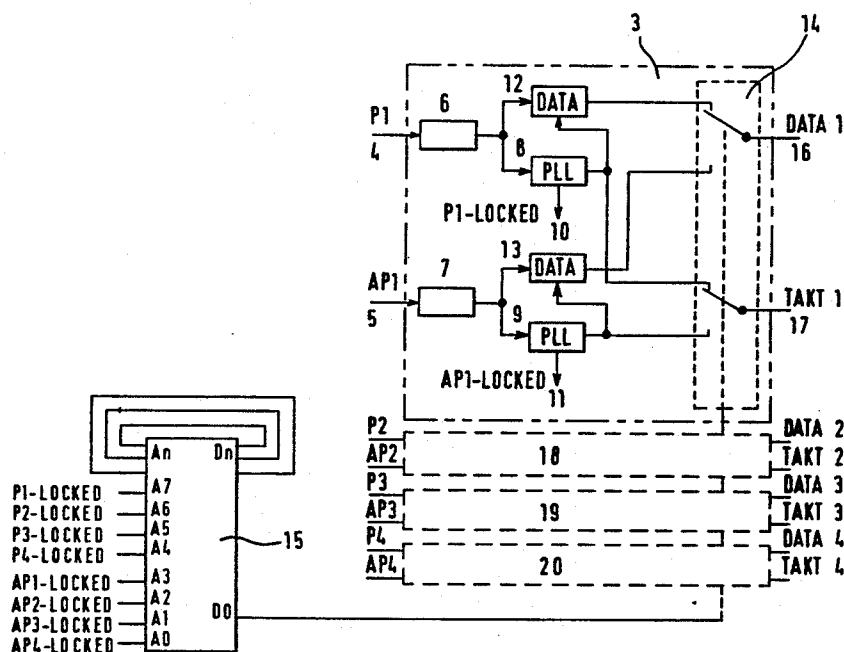 3
14
12
6
DATA
P1
4
DATA 1
16
8
PLL
P1-LOCKED
10
13
7
DATA
AP1
5
TAKT 1
17
9
PLL
AP1-LOCKED
11
P2
AP2
18
DATA 2
TAKT 2
P3
AP3
19
DATA 3
TAKT 3
P4
AP4
20
DATA 4
TAKT 4
An
Dn
P1-LOCKED A7
P2-LOCKED A6
P3-LOCKED A5
P4-LOCKED A4
15
AP1-LOCKED A3
AP2-LOCKED A2
AP3-LOCKED A1
AP4-LOCKED A0
D0